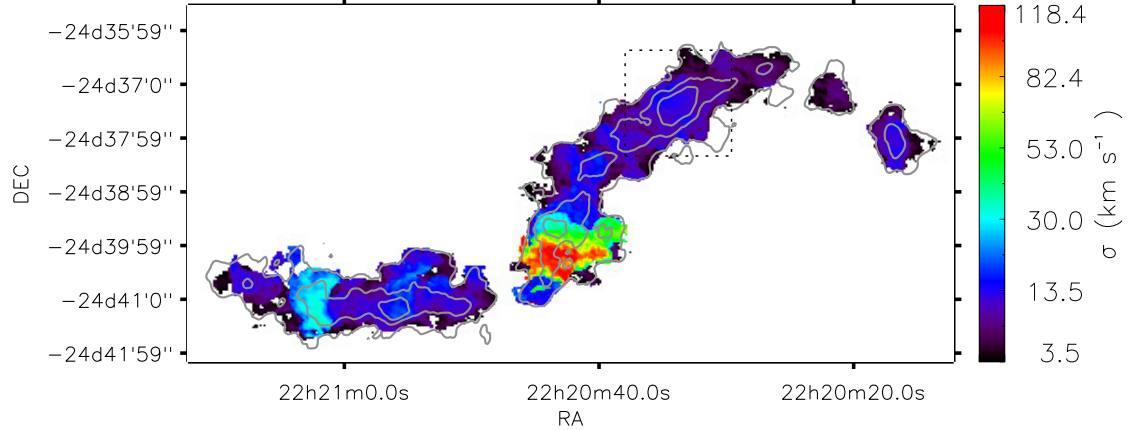 -24d35'59"
-24d37'0"
-24d37'59"
-24d38'59"
-24d39'59"
-24d41'0"
-24d41'59"
DEC
22h21m0.0s
22h20m40.0s
22h20m20.0s
RA
118.4
82.4
53.0
30.0
13.5
3.5
σ (km s⁻¹ )